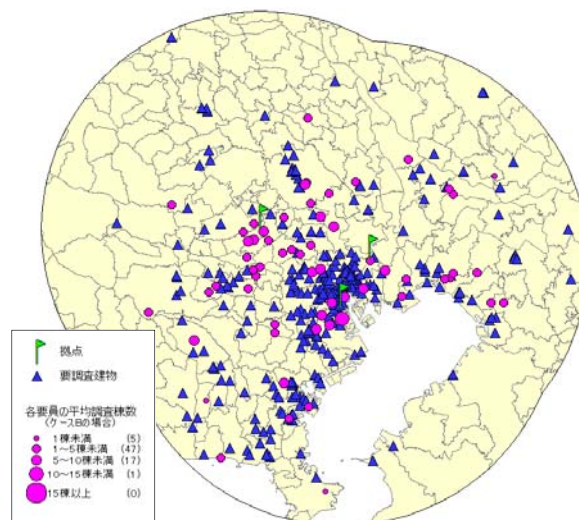 拠点
要調査建物
各要員の平均調査棟数
(ケースBの場合)
1棟未満 (5)
1～5棟未満 (47)
5～10棟未満 (17)
10～15棟未満 (1)
15棟以上 (0)